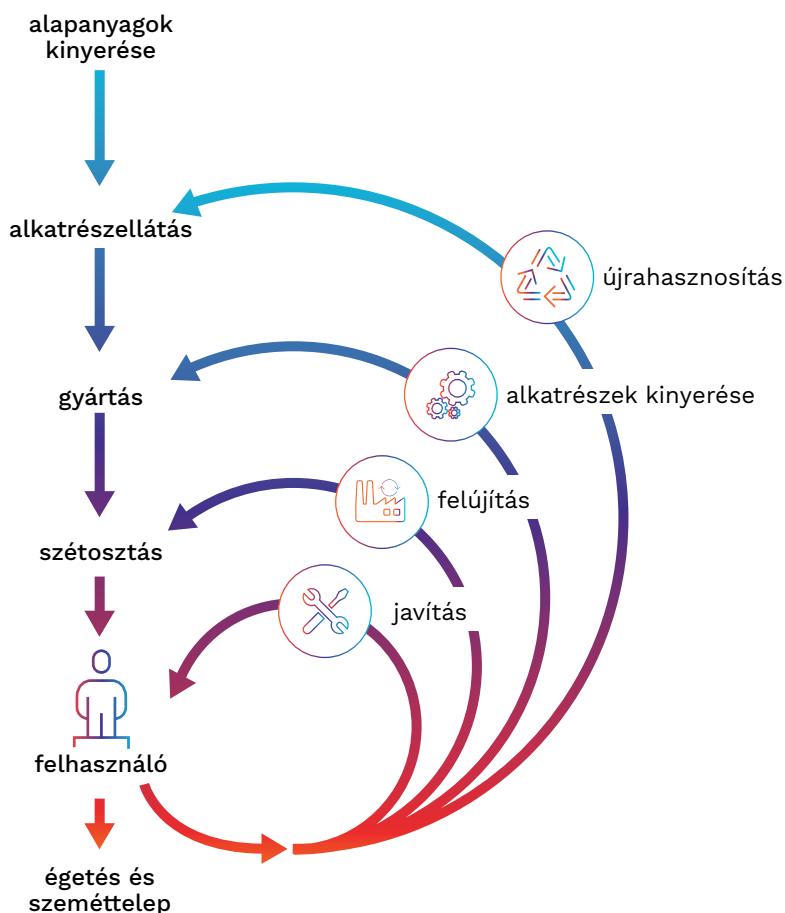 alapanyagok
kinyerése
alkatrészellátás
újrahasznosítás
gyártás
alkatrészek kinyerése
felújítás
szétosztás
javítás
felhasználó
égetés és
szeméttelep